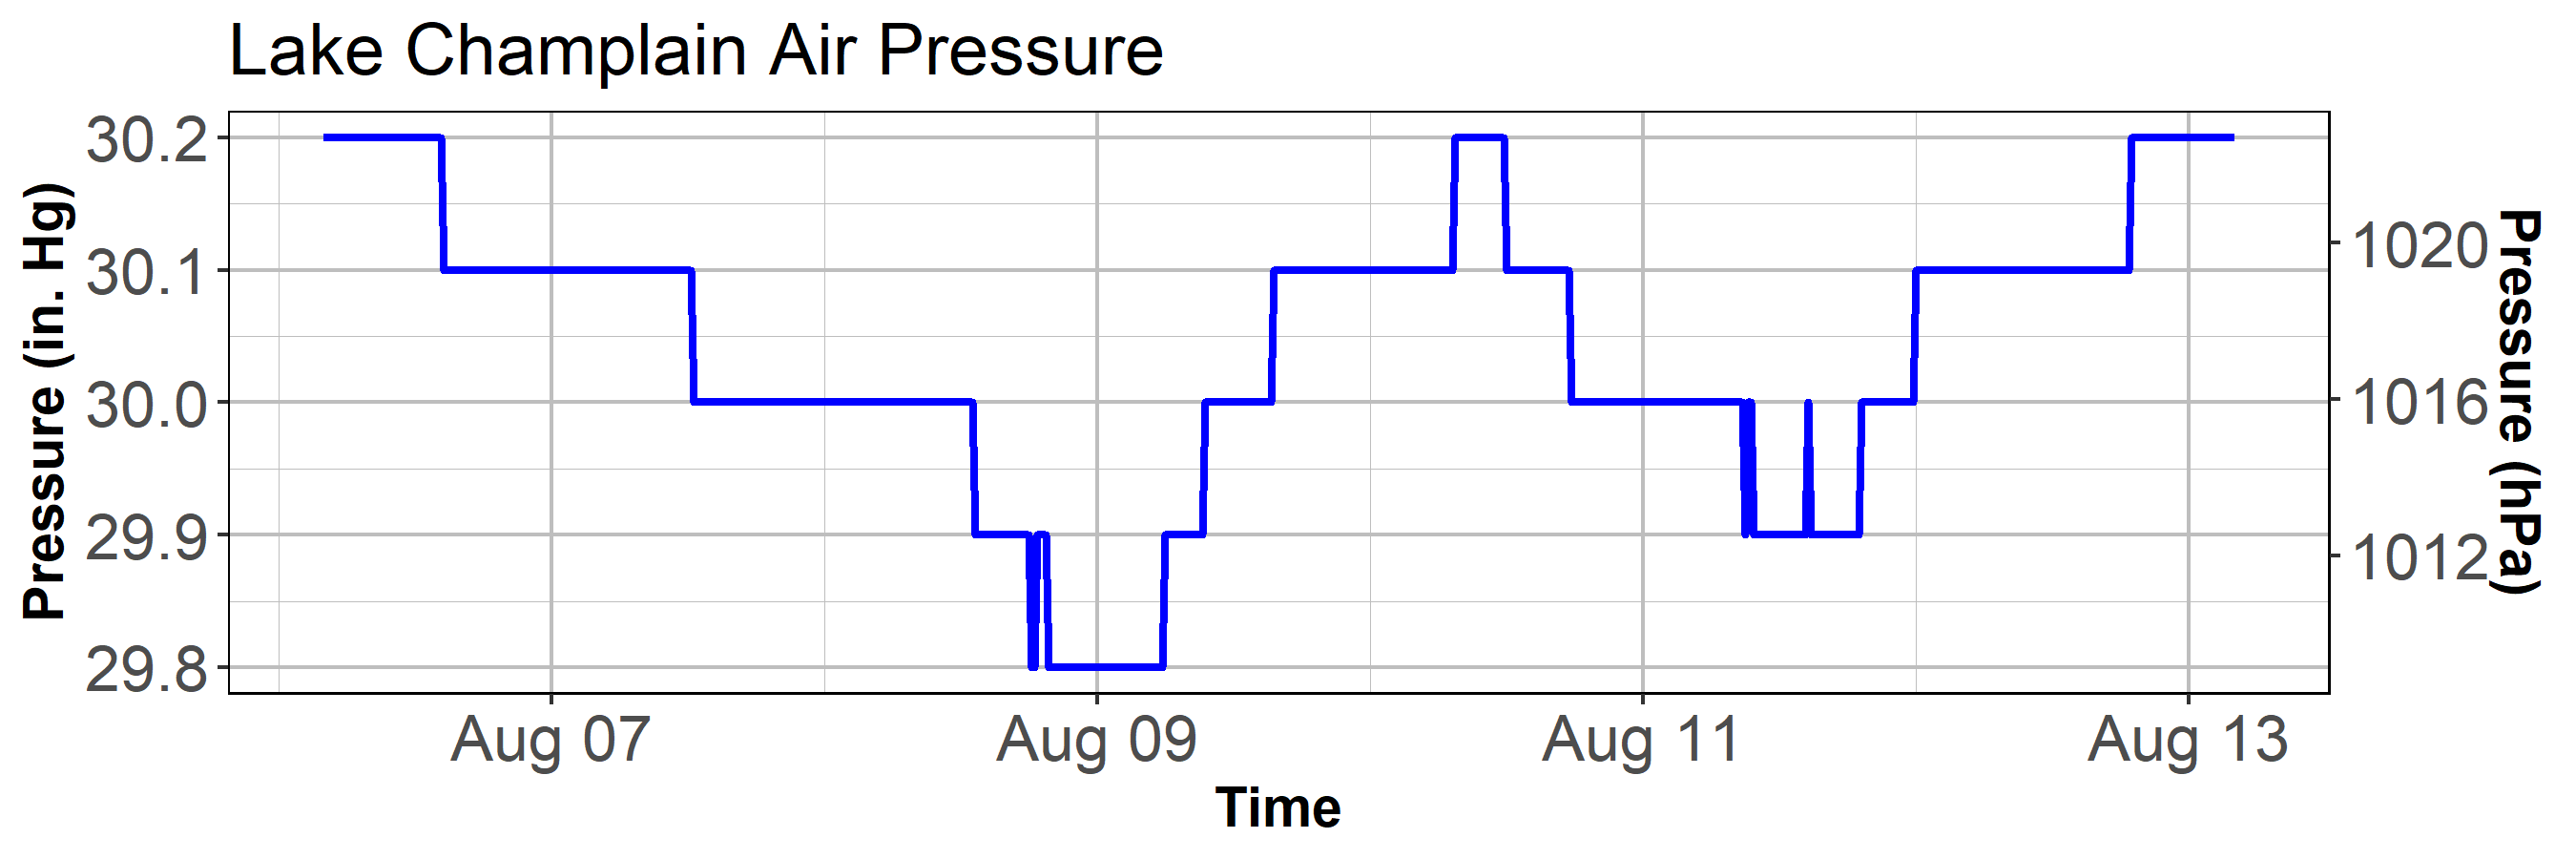 Lake Champlain Air Pressure
Pressure (in. Hg)
30.2
30.1
30.0
29.9
29.8
1020
1016
1012
Pressure (hPa)
Aug 07 Aug 09 Aug 11 Aug 13
Time